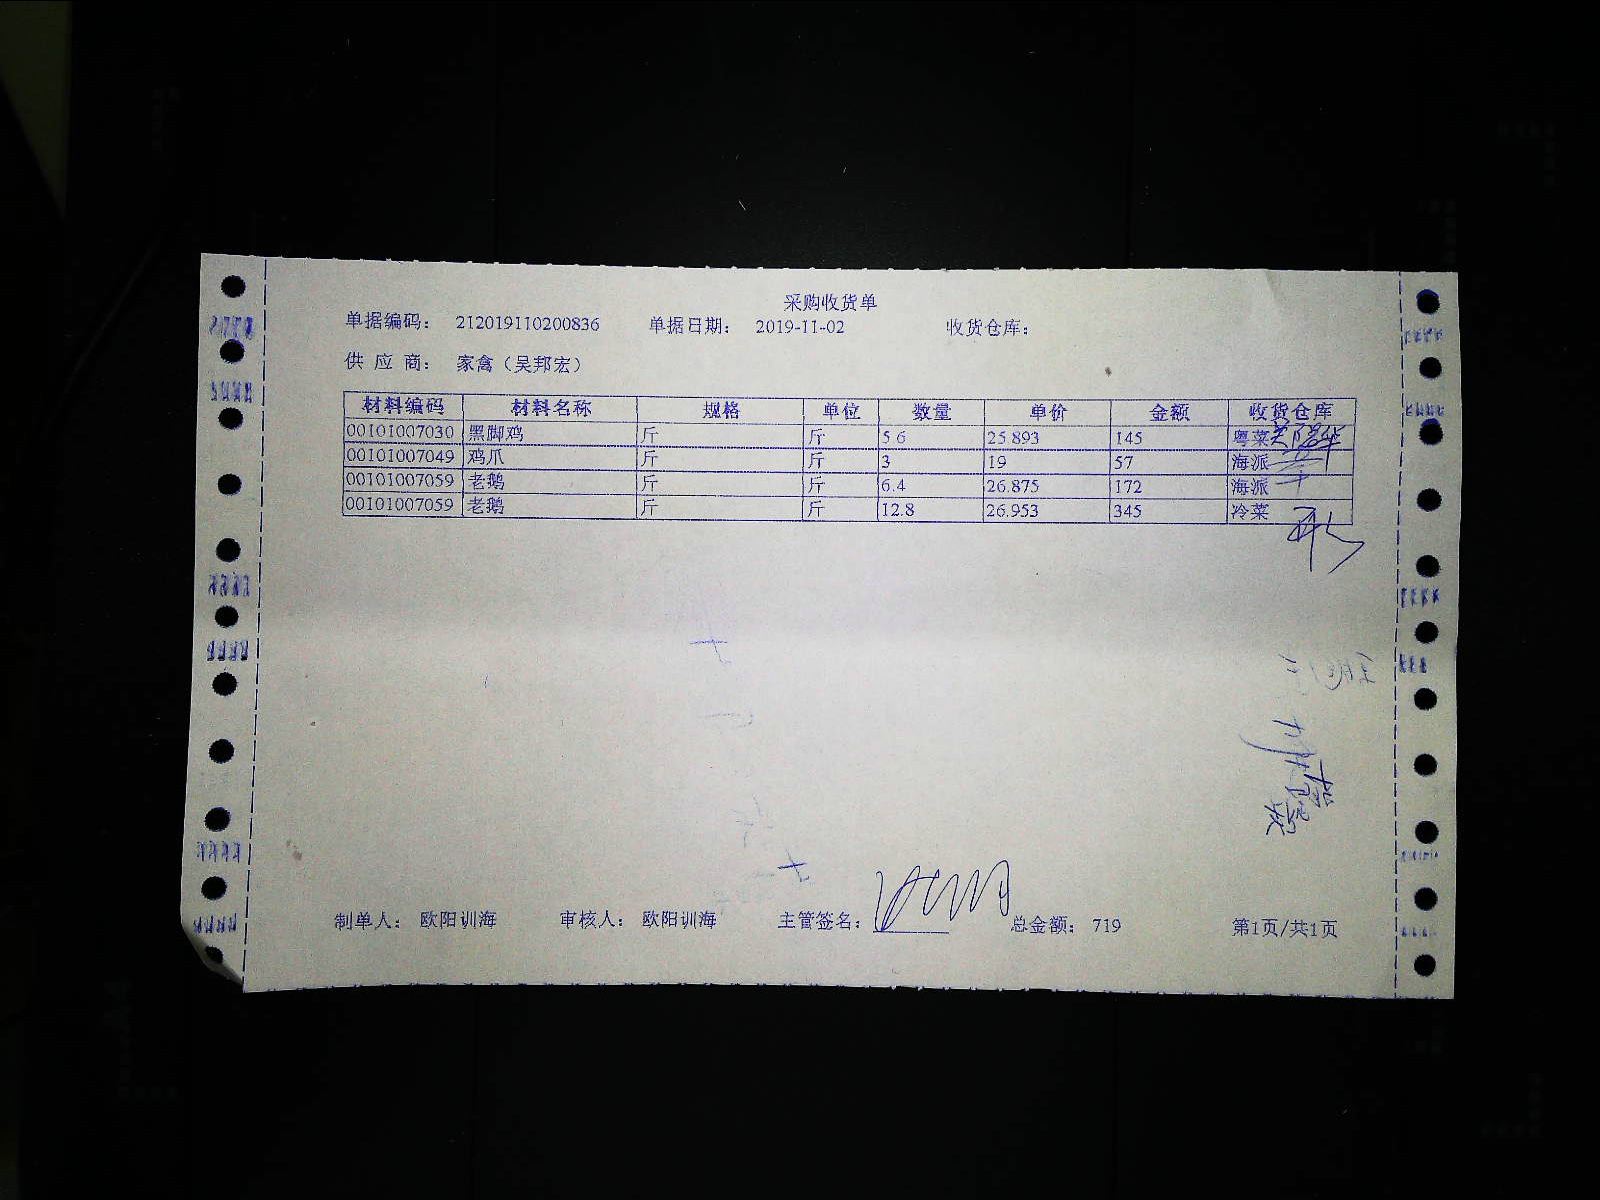 采购收货单
单据编码： 212019110200836 单据日期： 2019-11-02 收货仓库：
供 应 商： 家禽（吴邦宏）
材料编码 材料名称 规格 单位 数量 单价 金额 收货仓库
00101007030 黑脚鸡 斤 斤 5.6 25.893 145 粤菜
00101007049 鸡爪 斤 斤 3 19 57 海派
00101007059 老鹅 斤 斤 6.4 26.875 172 海派
00101007059 老鹅 斤 斤 12.8 26.953 345 冷菜
制单人： 欧阳训海 审核人： 欧阳训海 主管签名： 总金额： 719 第1页/共1页